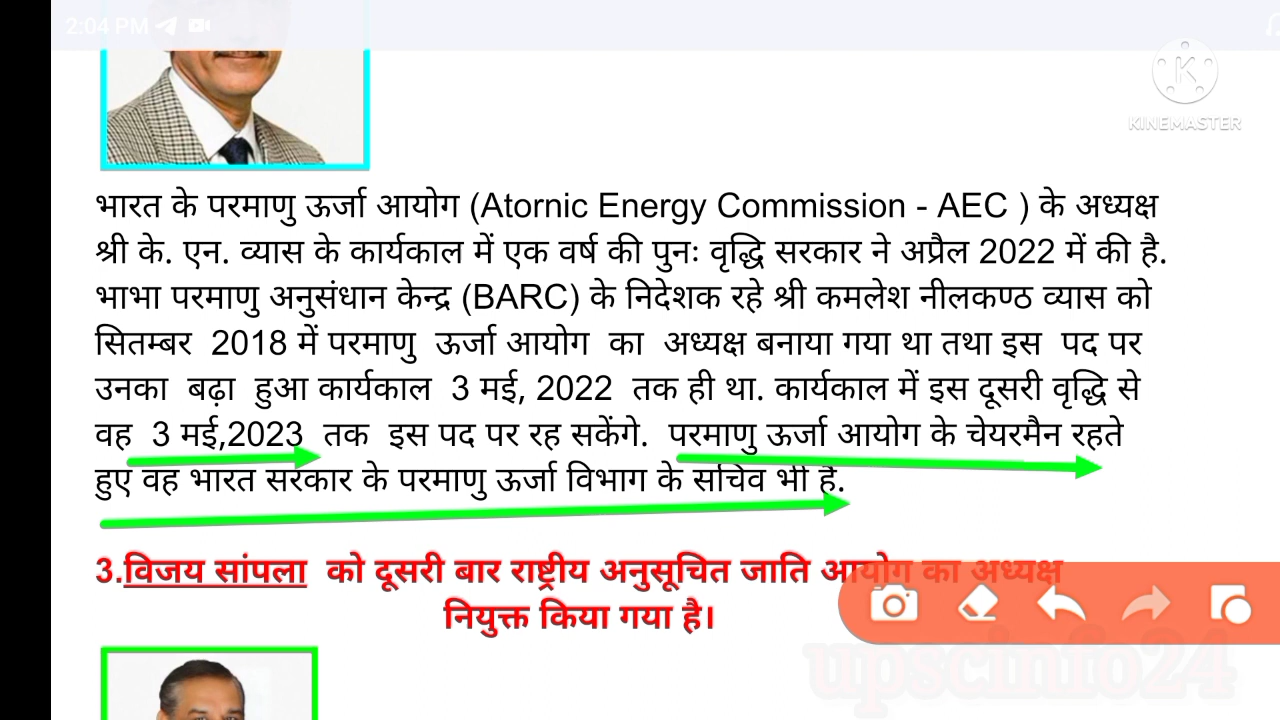 2:04 PM
KINEMASTER
भारत के परमाणु ऊर्जा आयोग (Atornic Energy Commission - AEC ) के अध्यक्ष
श्री के. एन. व्यास के कार्यकाल में एक वर्ष की पुनः वृद्धि सरकार ने अप्रैल 2022 में की है.
भाभा परमाणु अनुसंधान केन्द्र (BARC) के निदेशक रहे श्री कमलेश नीलकण्ठ व्यास को
सितम्बर 2018 में परमाणु ऊर्जा आयोग का अध्यक्ष बनाया गया था तथा इस पद पर
उनका बढ़ा हुआ कार्यकाल 3 मई, 2022 तक ही था. कार्यकाल में इस दूसरी वृद्धि से
वह 3 मई,2023 तक इस पद पर रह सकेंगे. परमाणु ऊर्जा आयोग के चेयरमैन रहते
हुए वह भारत सरकार के परमाणु ऊर्जा विभाग के सचिव भी हैं.
3.विजय सांपला को दूसरी बार राष्ट्रीय अनुसूचित जाति आयोग का अध्यक्ष
नियुक्त किया गया है।
upscinfo24